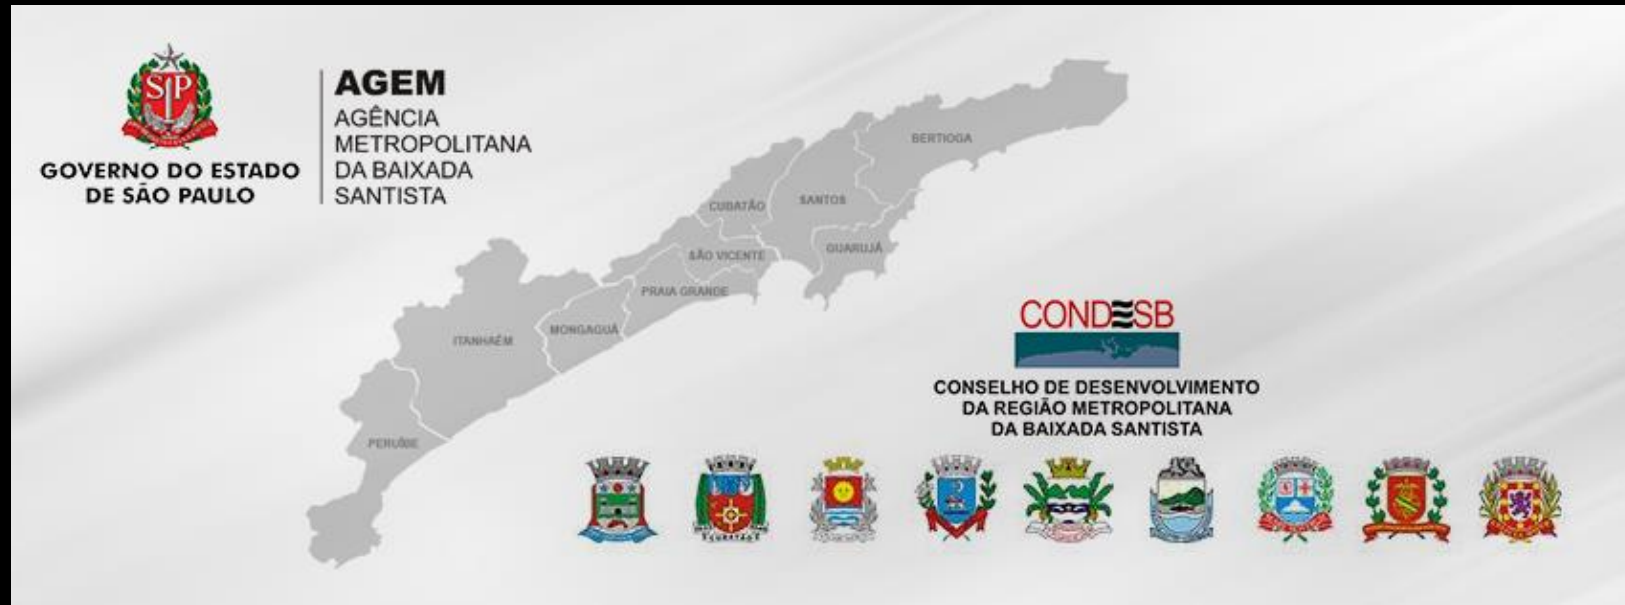 SP
GOVERNO DO ESTADO
DE SÃO PAULO
AGEM
AGÊNCIA
METROPOLITANA
DA BAIXADA
SANTISTA
BERTIOGA
CUBATÃO
SANTOS
GUARUJÁ
SÃO VICENTE
PRAIA GRANDE
MONGAGUÁ
ITANHAÉM
PERUÍBE
CONDESB
CONSELHO DE DESENVOLVIMENTO
DA REGIÃO METROPOLITANA
DA BAIXADA SANTISTA
CUBATÃO